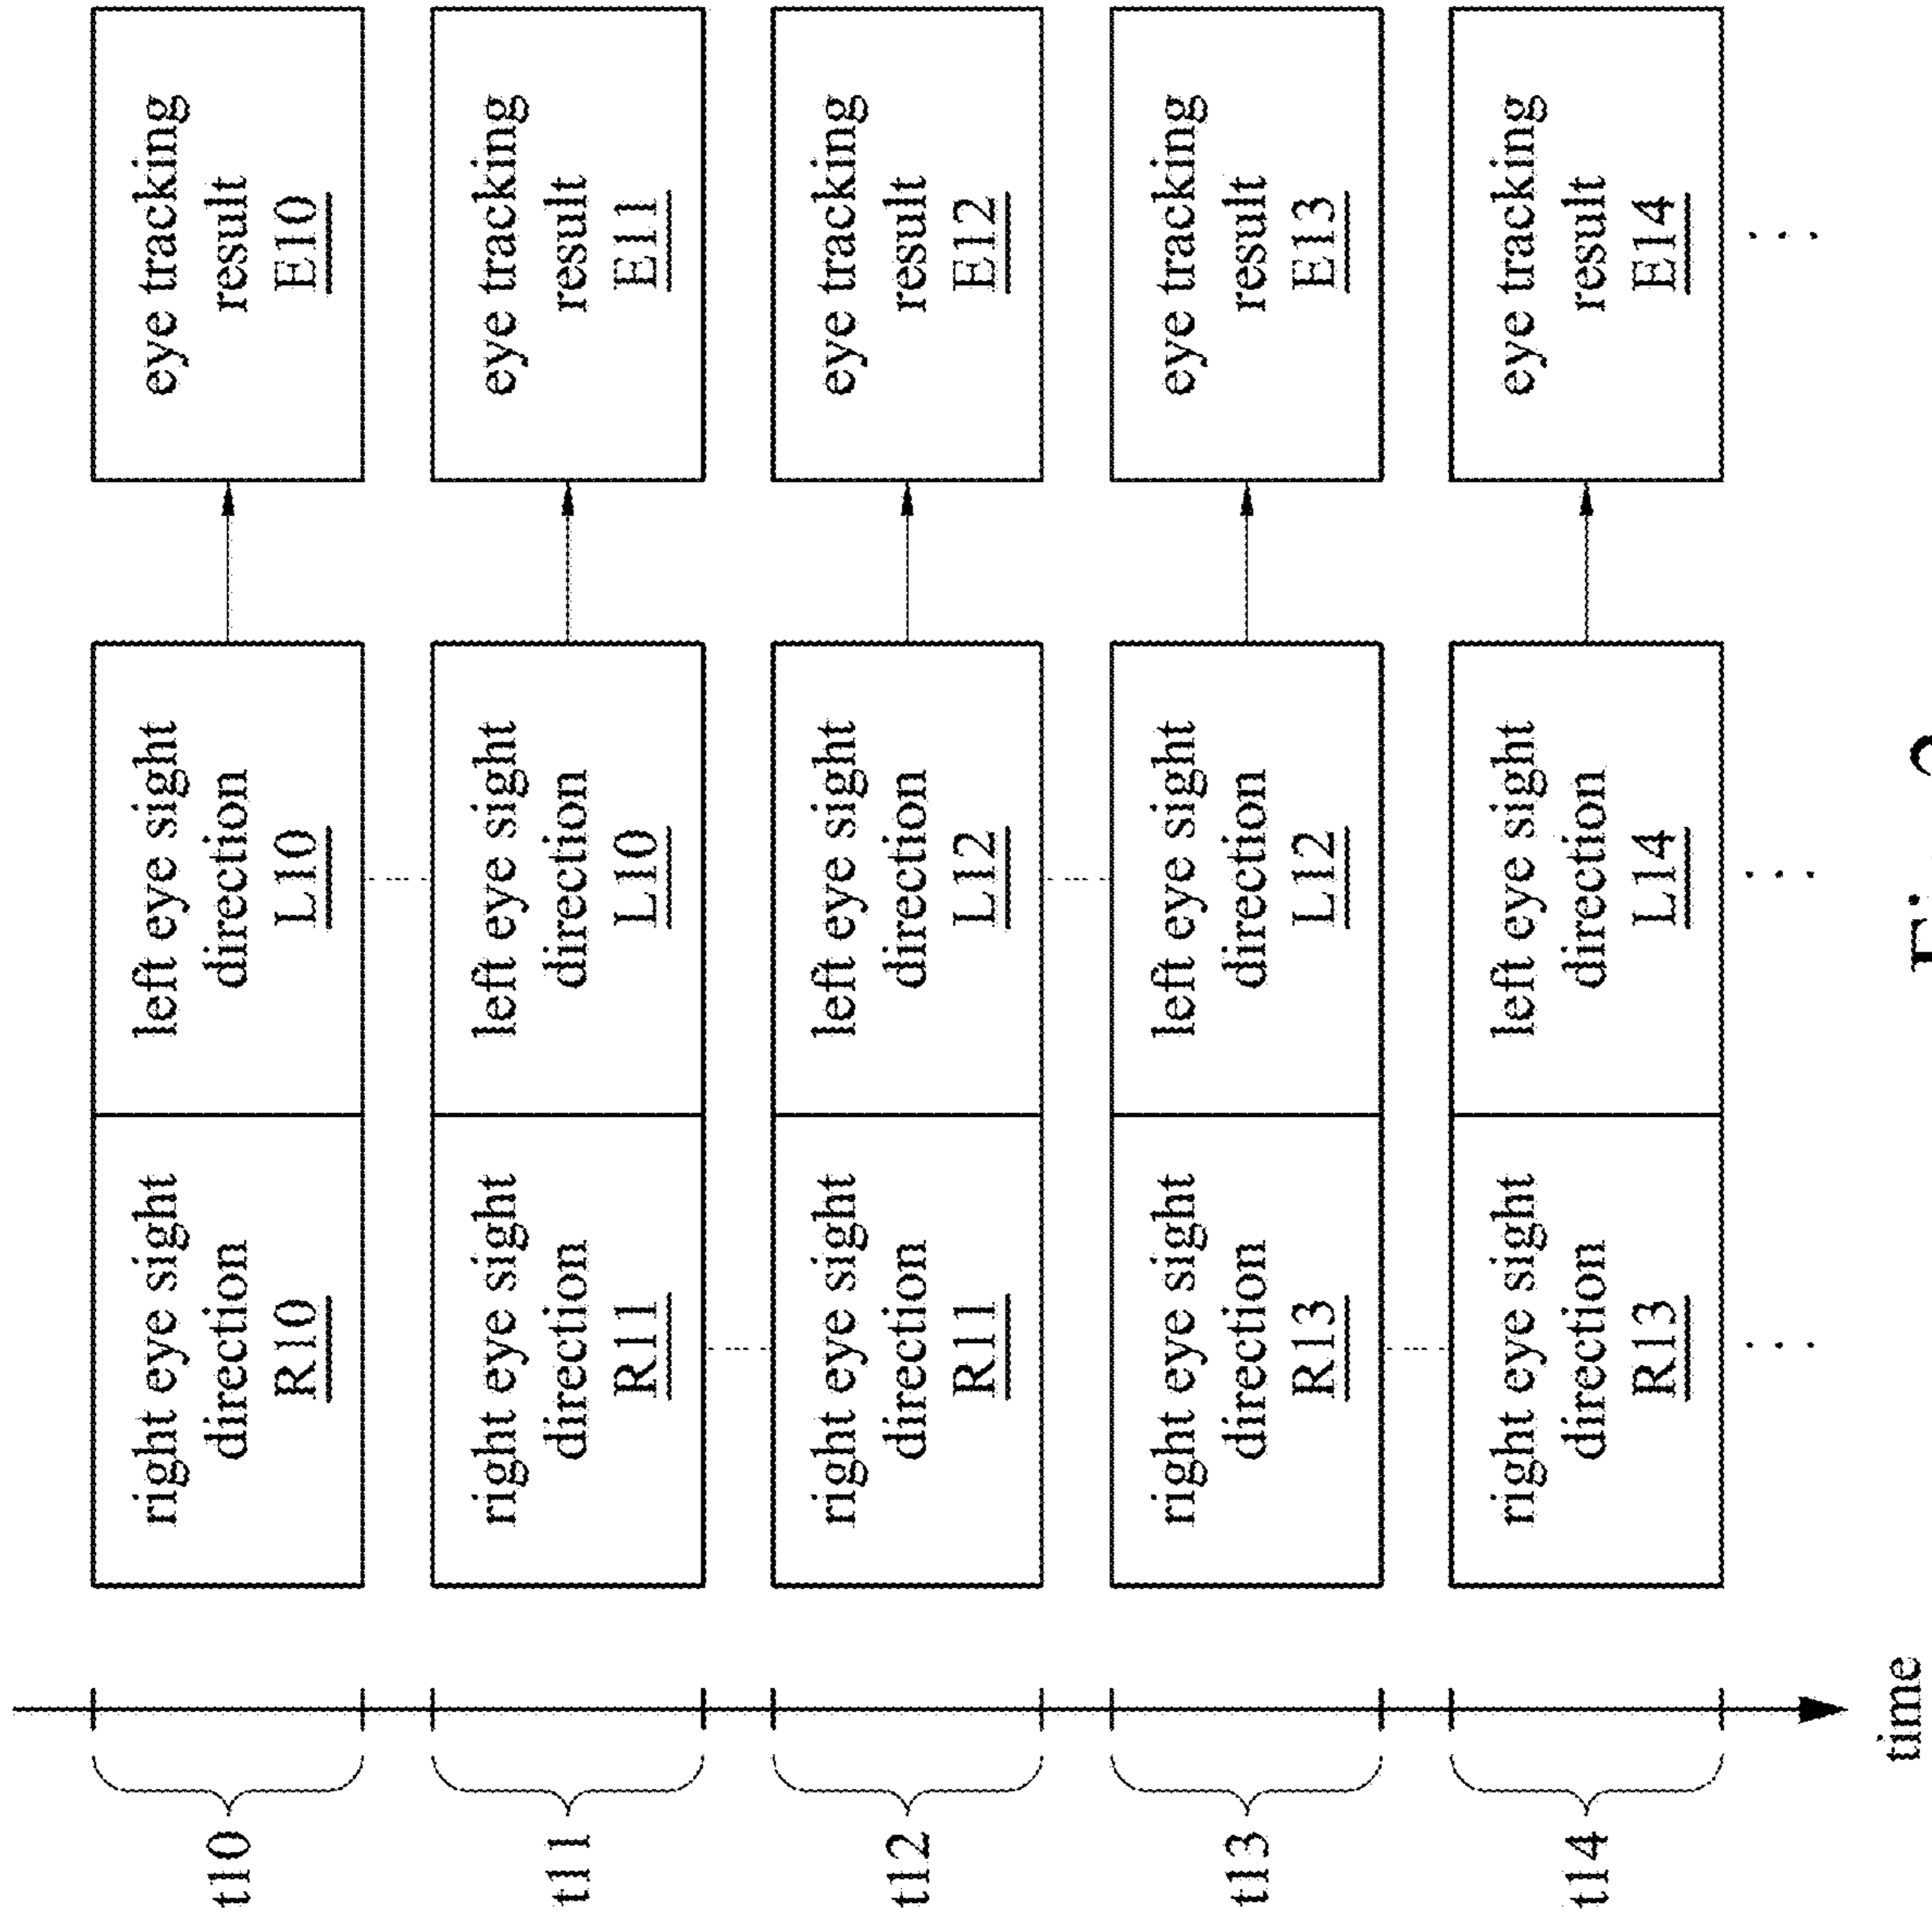 t10
right eye sight
direction
R10
left eye sight
direction
L10
eye tracking
result
E10
t11
right eye sight
direction
R11
left eye sight
direction
L10
eye tracking
result
E11
t12
right eye sight
direction
R11
left eye sight
direction
L12
eye tracking
result
E12
t13
right eye sight
direction
R13
left eye sight
direction
L12
eye tracking
result
E13
t14
right eye sight
direction
R13
left eye sight
direction
L14
eye tracking
result
E14
time